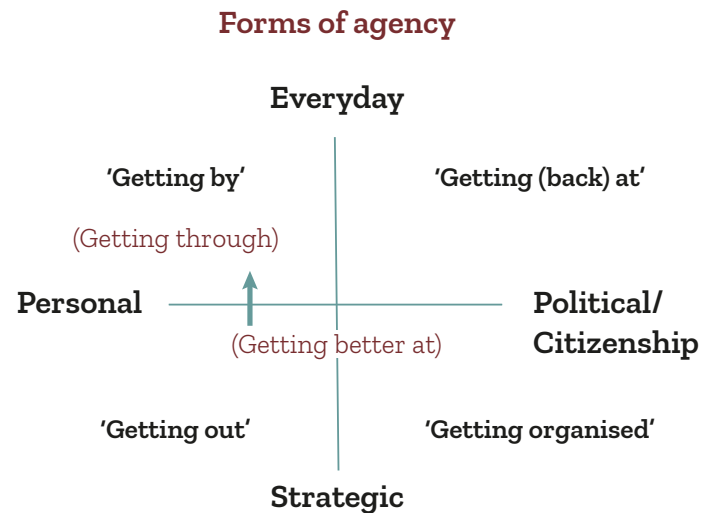 Forms of agency
Everyday
‘Getting by’
‘Getting (back) at’
(Getting through)
Personal
Political/
Citizenship
(Getting better at)
‘Getting out’
‘Getting organised’
Strategic